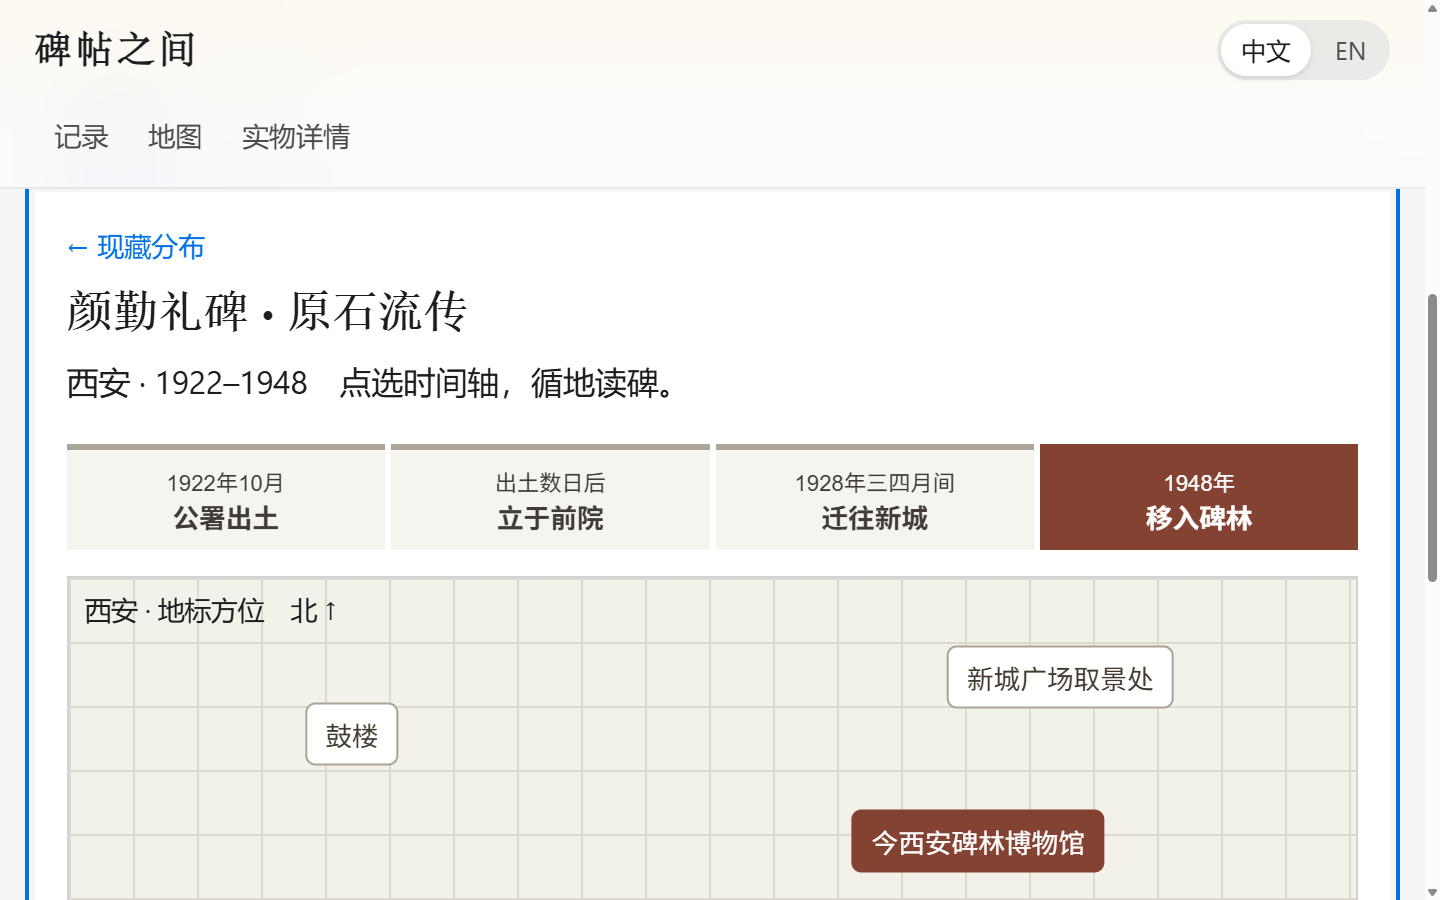 碑帖之间
中文 EN
记录 地图 实物详情
← 现藏分布
颜勤礼碑 · 原石流传
西安 · 1922–1948 点选时间轴，循地读碑。
1922年10月
公署出土
出土数日后
立于前院
1928年三四月间
迁往新城
1948年
移入碑林
西安 · 地标方位 北↑
新城广场取景处
鼓楼
今西安碑林博物馆